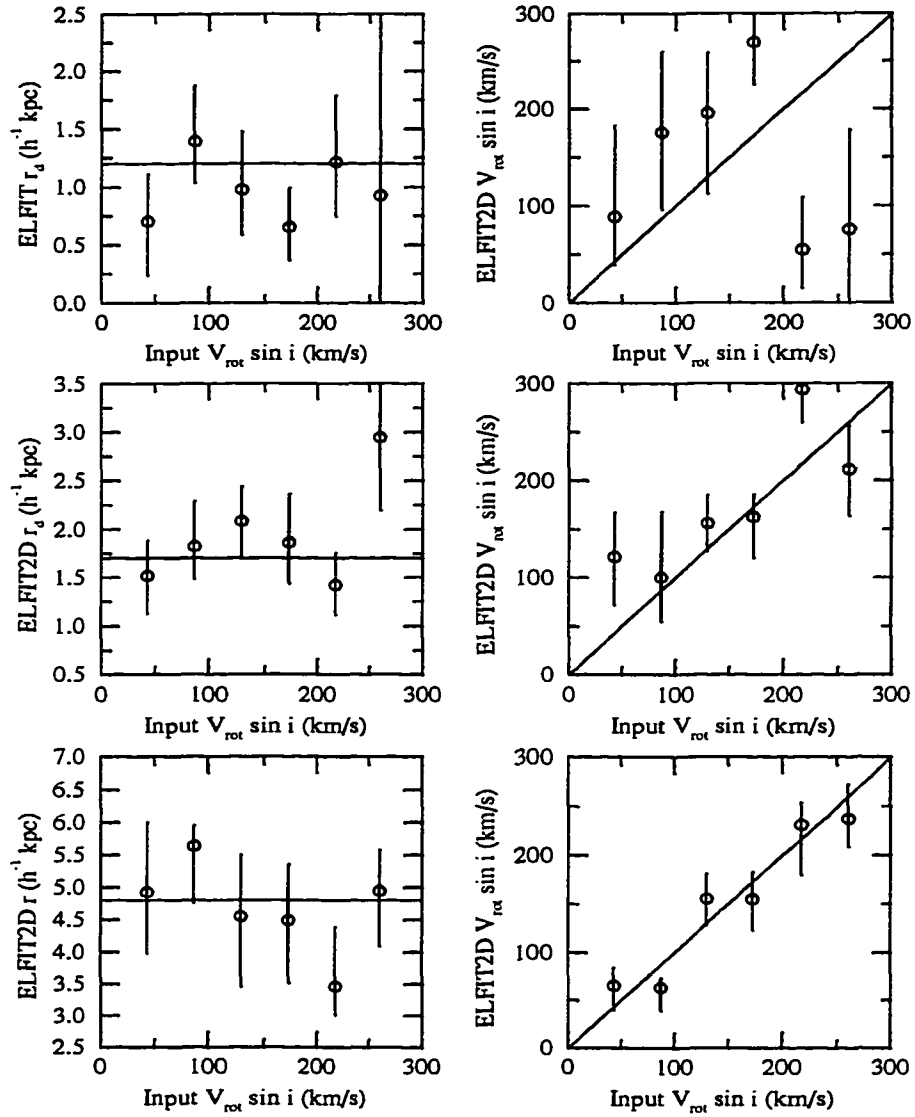 2.5
2.0
1.5
1.0
0.5
0.0
ELFIT r_d (h^-1 kpc)
0 100 200 300
Input V_rot sin i (km/s)
300
200
100
0
ELFIT2D V_rot sin i (km/s)
0 100 200 300
Input V_rot sin i (km/s)
3.5
3.0
2.5
2.0
1.5
1.0
0.5
ELFIT2D r_d (h^-1 kpc)
0 100 200 300
Input V_rot sin i (km/s)
300
200
100
0
ELFIT2D V_rot sin i (km/s)
0 100 200 300
Input V_rot sin i (km/s)
7.0
6.5
6.0
5.5
5.0
4.5
4.0
3.5
3.0
2.5
ELFIT2D r (h^-1 kpc)
0 100 200 300
Input V_rot sin i (km/s)
300
200
100
0
ELFIT2D V_rot sin i (km/s)
0 100 200 300
Input V_rot sin i (km/s)